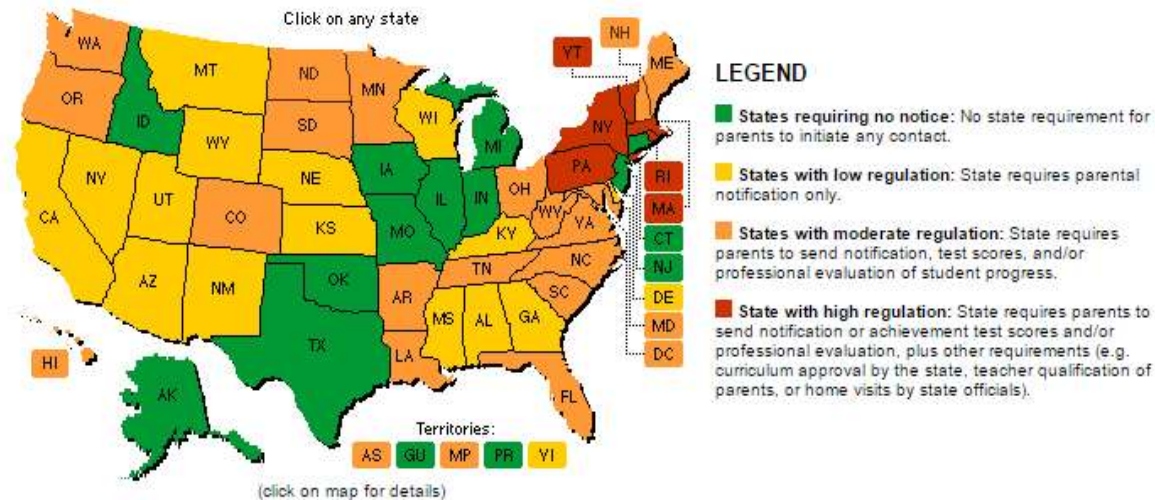 Click on any state
WA
MT
ND
MN
VT
NH
ME
OR
ID
SD
WI
NY
WY
MI
PA
IA
NE
NV
OH
RI
UT
IL
IN
CA
CO
WV
MA
VA
KS
MO
KY
CT
NC
TN
NJ
AZ
OK
NM
AR
SC
DE
MS
AL
GA
MD
TX
LA
DC
HI
AK
FL
Territories:
AS
GU
MP
PR
VI
(click on map for details)
LEGEND
States requiring no notice: No state requirement for
parents to initiate any contact.
States with low regulation: State requires parental
notification only.
States with moderate regulation: State requires
parents to send notification, test scores, and/or
professional evaluation of student progress.
State with high regulation: State requires parents to
send notification or achievement test scores and/or
professional evaluation, plus other requirements (e.g.
curriculum approval by the state, teacher qualification of
parents, or home visits by state officials).